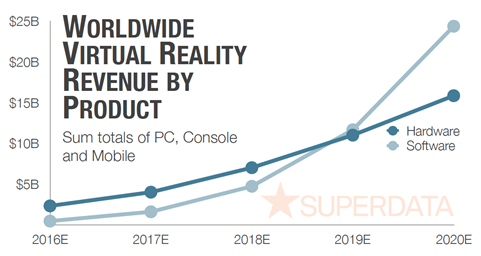 $25B
$20B
$15B
$10B
$5B
WORLDWIDE
VIRTUAL REALITY
REVENUE BY
PRODUCT
Sum totals of PC, Console
and Mobile
Hardware
Software
SUPERDATA
2016E 2017E 2018E 2019E 2020E